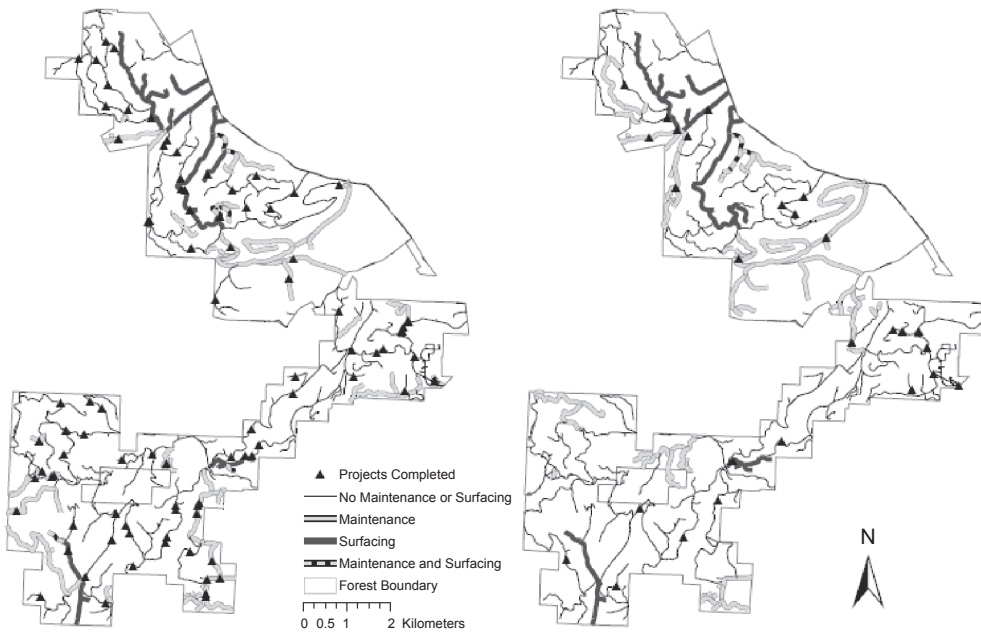 Projects Completed
No Maintenance or Surfacing
Maintenance
Surfacing
Maintenance and Surfacing
Forest Boundary
0 0.5 1 2 Kilometers
N